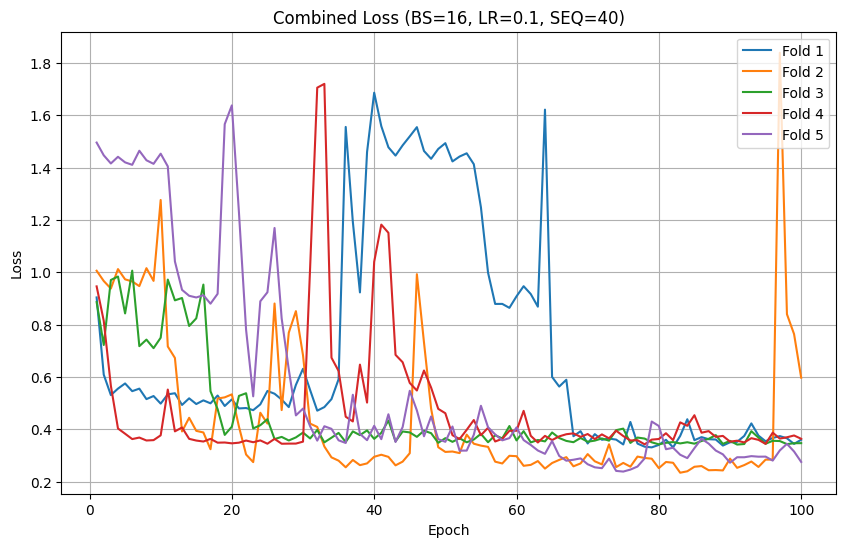 Combined Loss (BS=16, LR=0.1, SEQ=40)
Fold 1
Fold 2
Fold 3
Fold 4
Fold 5
Loss
1.8
1.6
1.4
1.2
1.0
0.8
0.6
0.4
0.2
0
20
40
60
80
100
Epoch